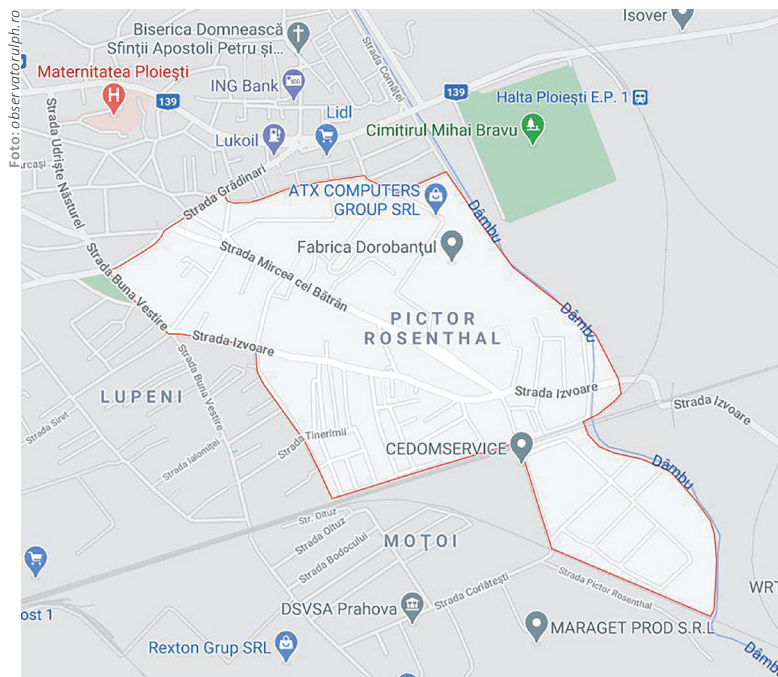 Foto: observatorulph.ro
Biserica Domnească
Sfinții Apostoli Petru și...
Isover
Strada Cornăței
Maternitatea Ploiești
H
139
ING Bank
139
Halta Ploiești E.P. 1
Lukoil
Lidl
Cimitirul Mihai Bravu
Strada Udriște Năsturel
Strada Grădinari
ATX COMPUTERS
GROUP SRL
Dâmbu
Fabrica Dorobanțul
Strada Mircea cel Bătrân
Strada Buna Vestire
Dâmbu
PICTOR
ROSENTHAL
Strada Izvoare
LUPENI
Strada Buna Vestire
Strada Izvoare
Strada Izvoare
Strada Siret
Strada Tinerimii
Strada Ialomiței
CEDOMSERVICE
Dâmbu
Str. Oituz
Strada Oituz
MOȚOI
Strada Bodocului
Strada Corlătești
Strada Pictor Rosenthal
WRT
ost 1
DSVSA Prahova
MARAGET PROD S.R.L
Rexton Grup SRL
Dâmbu